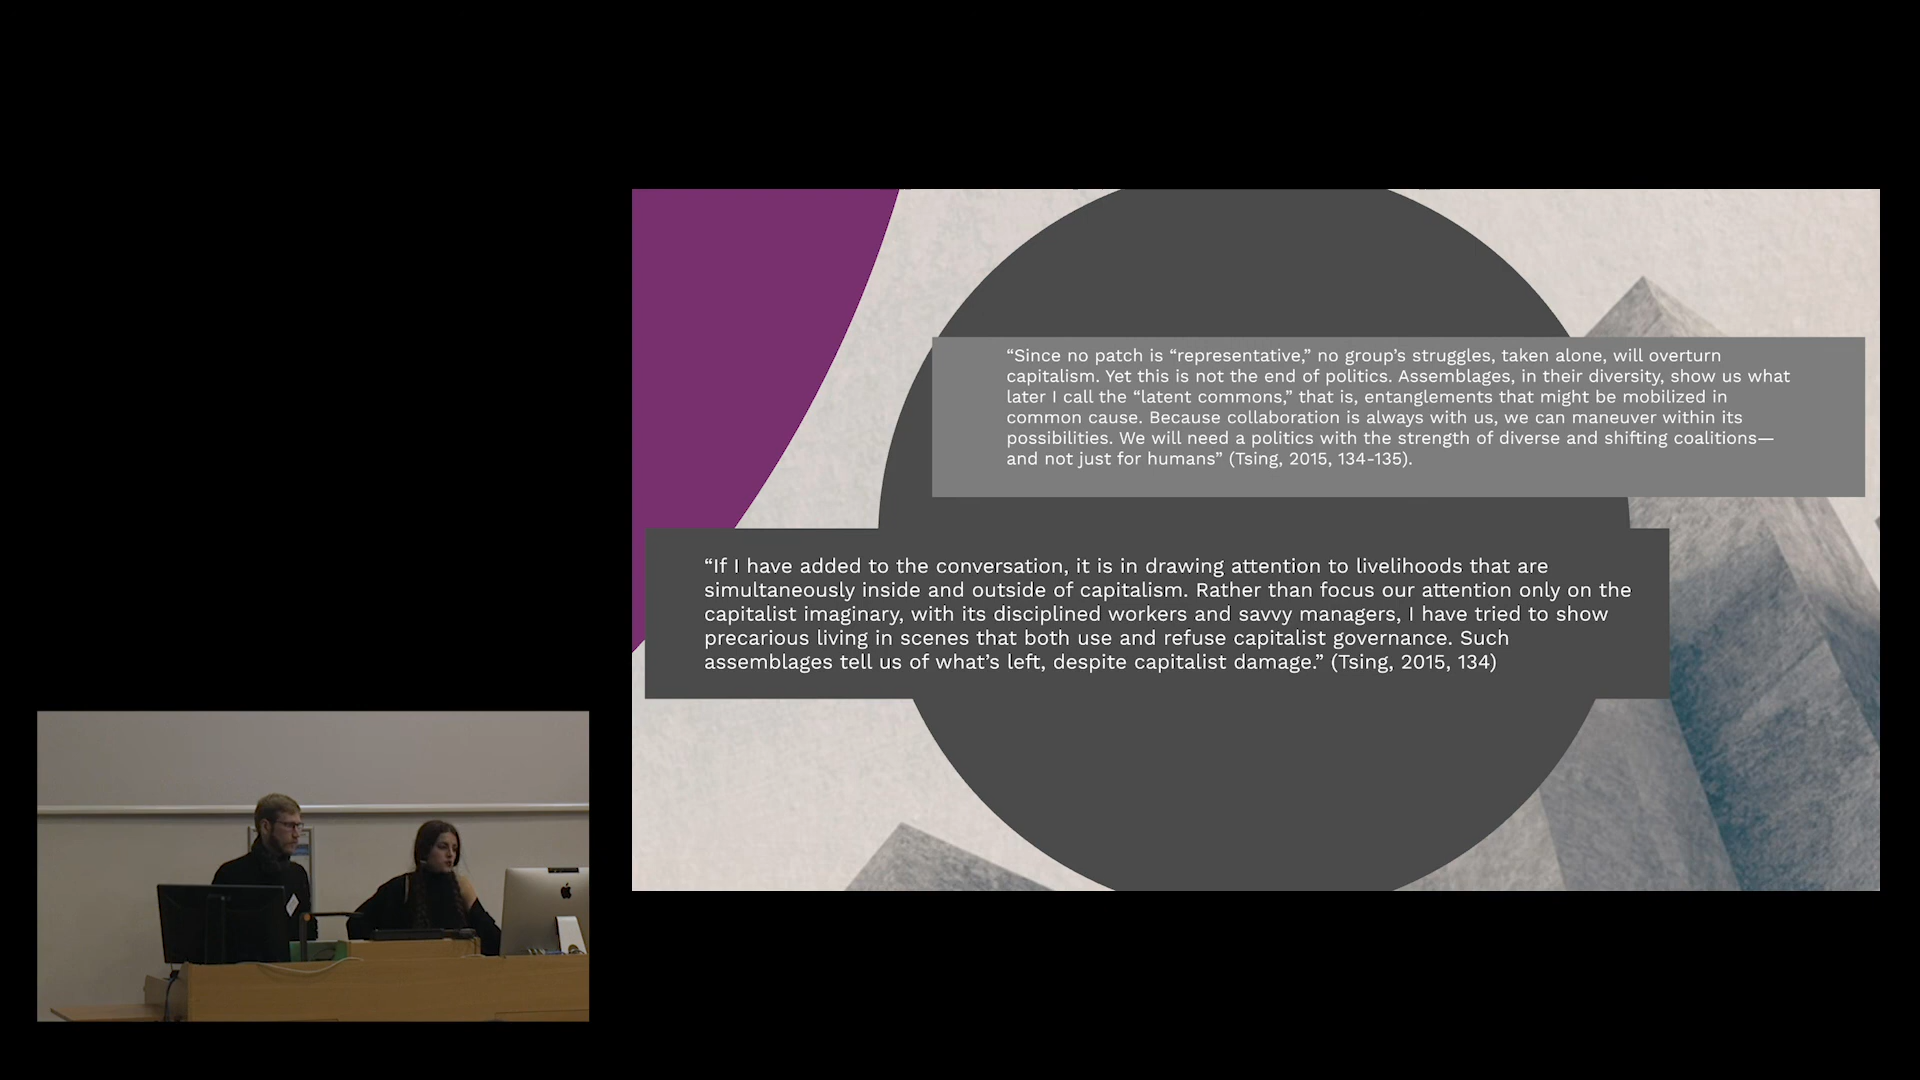 “Since no patch is “representative,” no group’s struggles, taken alone, will overturn
capitalism. Yet this is not the end of politics. Assemblages, in their diversity, show us what
later I call the “latent commons,” that is, entanglements that might be mobilized in
common cause. Because collaboration is always with us, we can maneuver within its
possibilities. We will need a politics with the strength of diverse and shifting coalitions—
and not just for humans” (Tsing, 2015, 134-135).
“If I have added to the conversation, it is in drawing attention to livelihoods that are
simultaneously inside and outside of capitalism. Rather than focus our attention only on the
capitalist imaginary, with its disciplined workers and savvy managers, I have tried to show
precarious living in scenes that both use and refuse capitalist governance. Such
assemblages tell us of what’s left, despite capitalist damage.” (Tsing, 2015, 134)